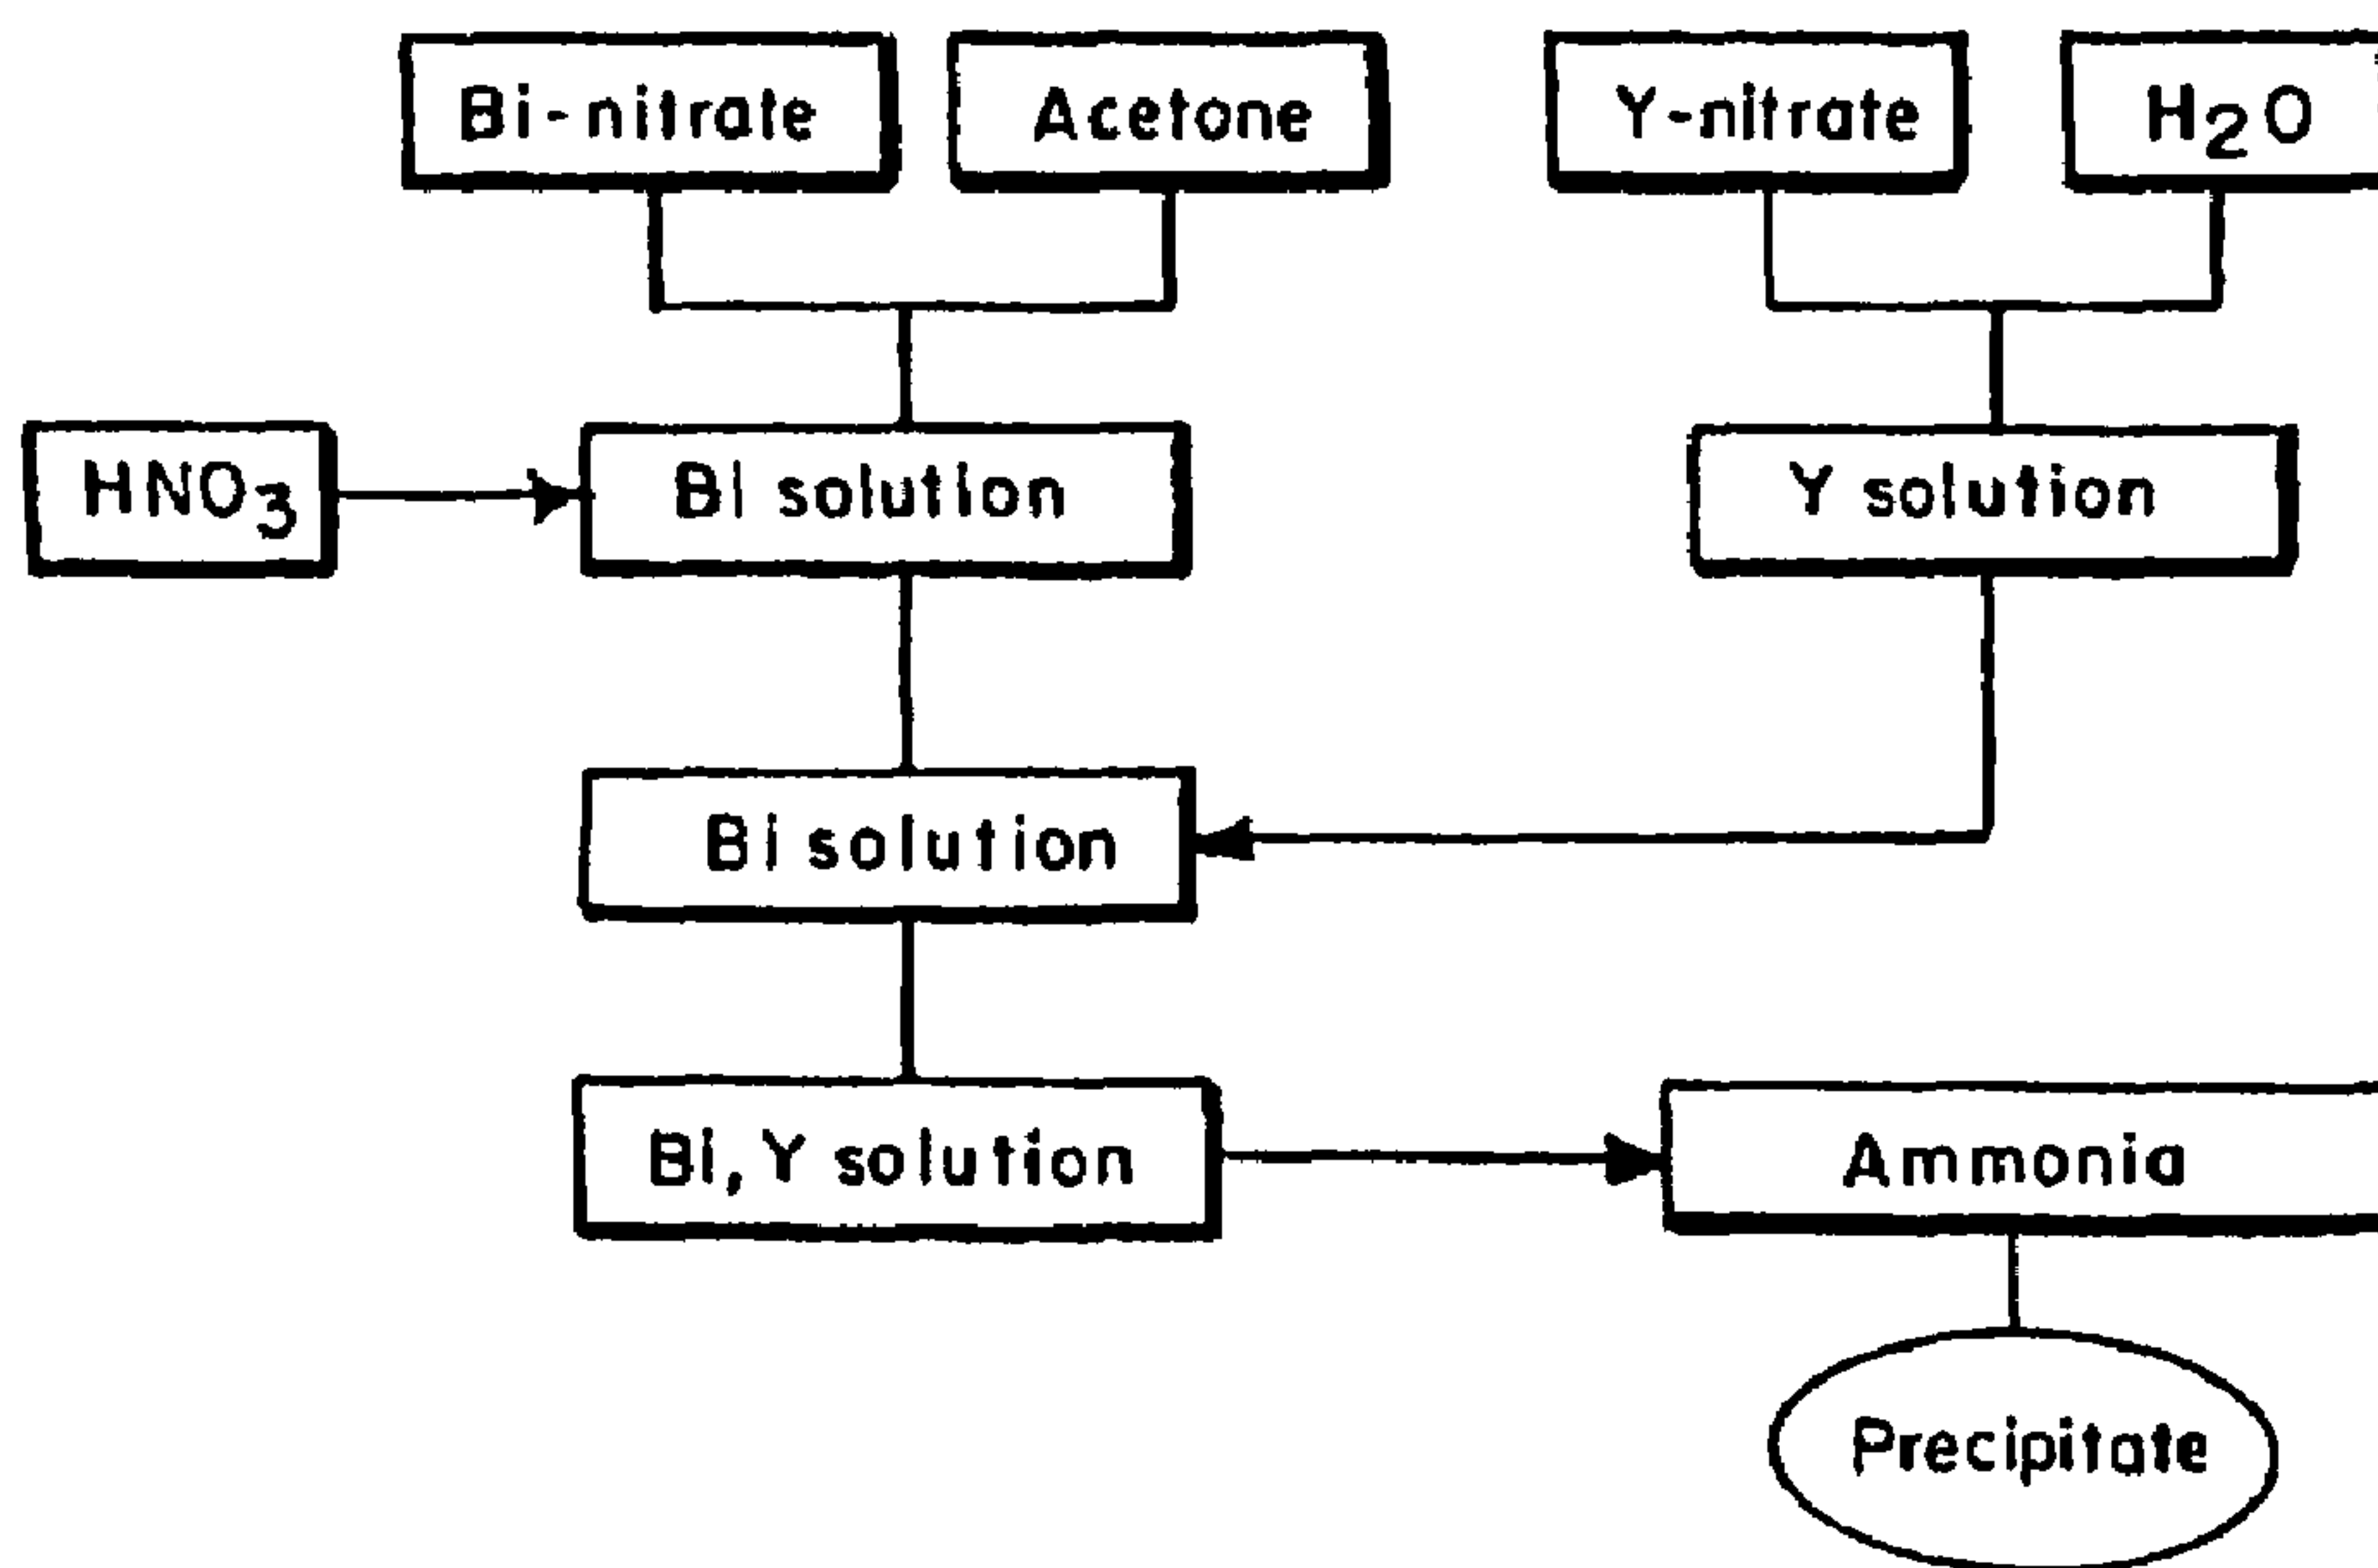 Bi-nitrate
Acetone
Y-nitrate
H2O
HNO3
Bi solution
Y solution
Bi solution
Bi, Y solution
Ammonia
Precipitate